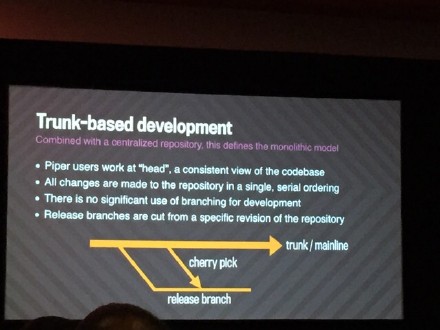 Trunk-based development
Combined with a centralized repository, this defines the monolithic model
• Piper users work at "head", a consistent view of the codebase
• All changes are made to the repository in a single, serial ordering
• There is no significant use of branching for development
• Release branches are cut from a specific revision of the repository
trunk / mainline
cherry pick
release branch